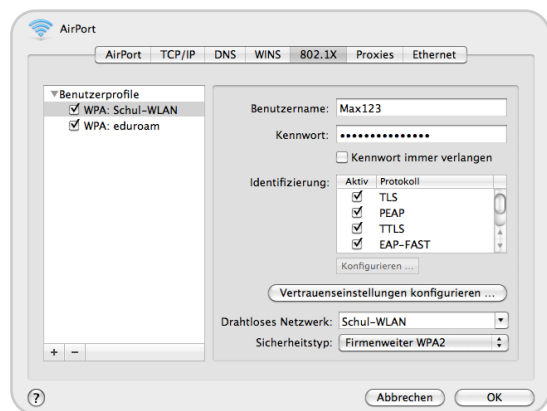 AirPort
AirPort TCP/IP DNS WINS 802.1X Proxies Ethernet
Benutzerprofile
WPA: Schul-WLAN
WPA: eduroam
Benutzername: Max123
Kennwort: •••••••••••••••
Kennwort immer verlangen
Identifizierung: Aktiv Protokoll
TLS
PEAP
TTLS
EAP-FAST
Konfigurieren ...
Vertrauenseinstellungen konfigurieren ...
Drahtloses Netzwerk: Schul-WLAN
Sicherheitstyp: Firmenweiter WPA2
+ −
? Abbrechen OK